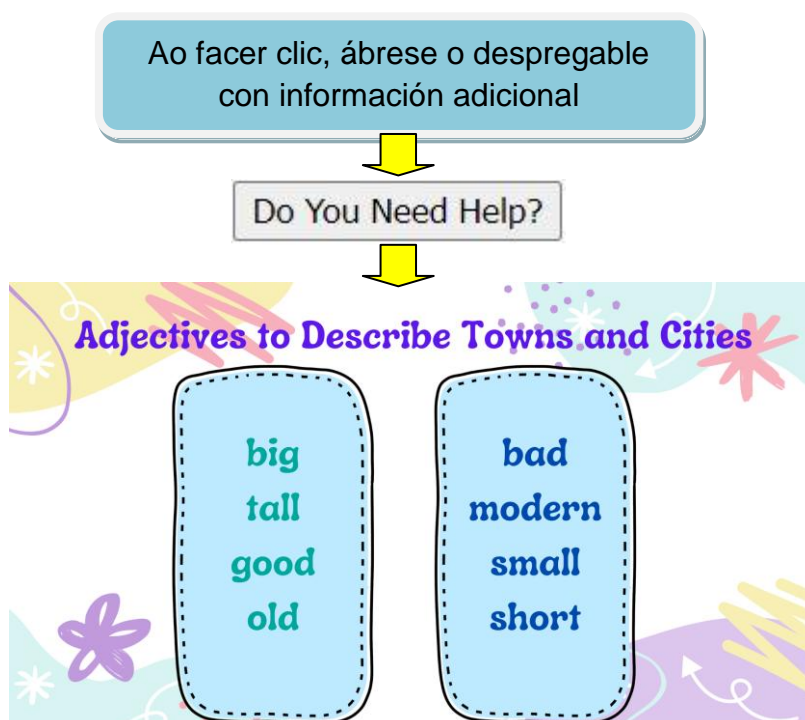 Ao facer clic, ábrese o despregable
con información adicional
Do You Need Help?
Adjectives to Describe Towns and Cities
big
tall
good
old
bad
modern
small
short